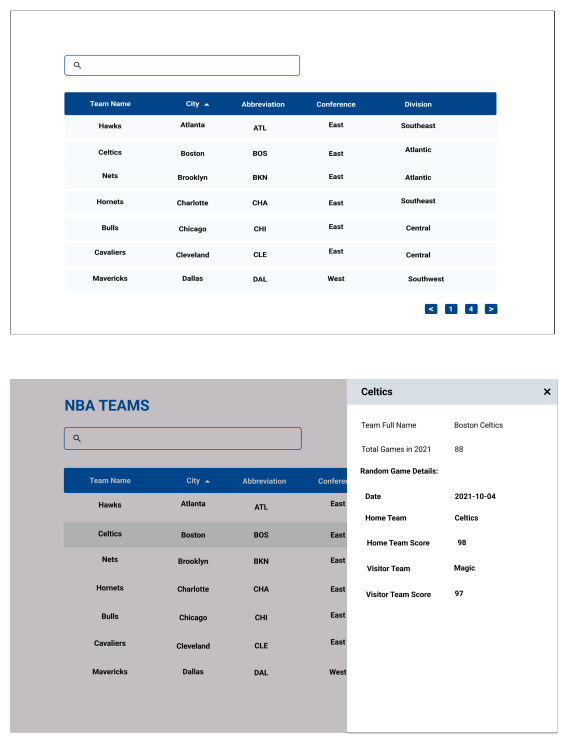 Team Name City Abbreviation Conference Division
Hawks Atlanta ATL East Southeast
Celtics Boston BOS East Atlantic
Nets Brooklyn BKN East Atlantic
Hornets Charlotte CHA East Southeast
Bulls Chicago CHI East Central
Cavaliers Cleveland CLE East Central
Mavericks Dallas DAL West Southwest
< 1 4 >
NBA TEAMS
Team Name City Abbreviation Confere
Hawks Atlanta ATL East
Celtics Boston BOS East
Nets Brooklyn BKN East
Hornets Charlotte CHA East
Bulls Chicago CHI East
Cavaliers Cleveland CLE East
Mavericks Dallas DAL West
Celtics ×
Team Full Name Boston Celtics
Total Games in 2021 88
Random Game Details:
Date 2021-10-04
Home Team Celtics
Home Team Score 98
Visitor Team Magic
Visitor Team Score 97